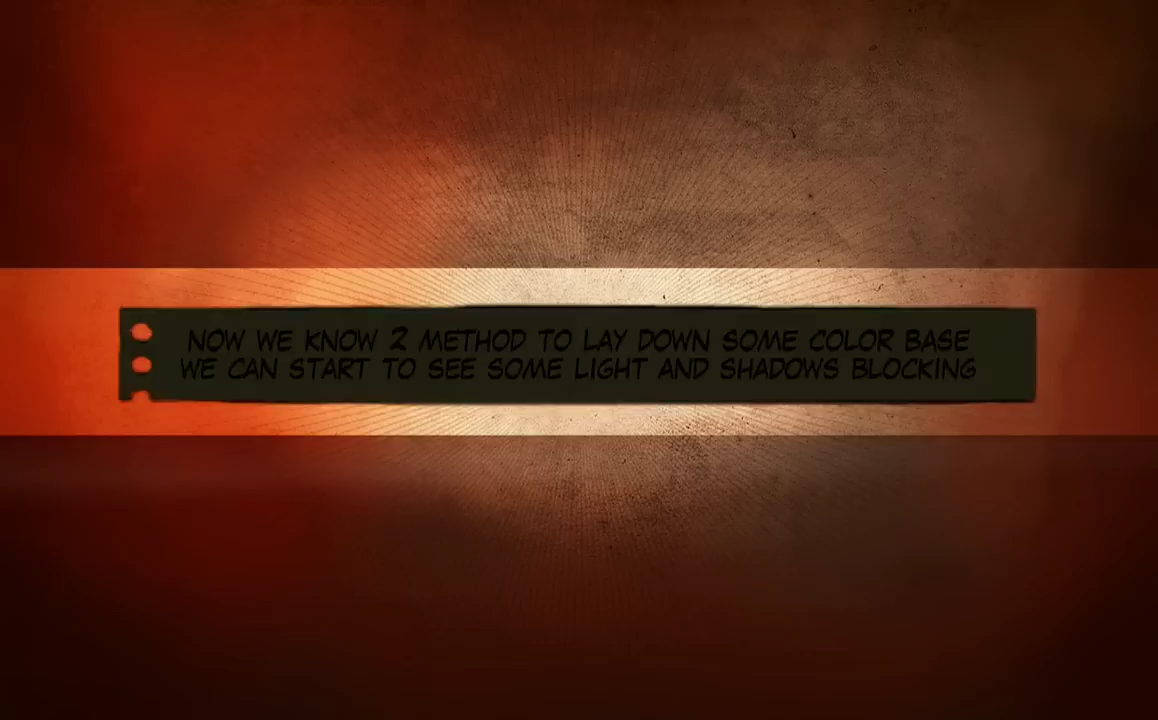 NOW WE KNOW 2 METHOD TO LAY DOWN SOME COLOR BASE
WE CAN START TO SEE SOME LIGHT AND SHADOWS BLOCKING